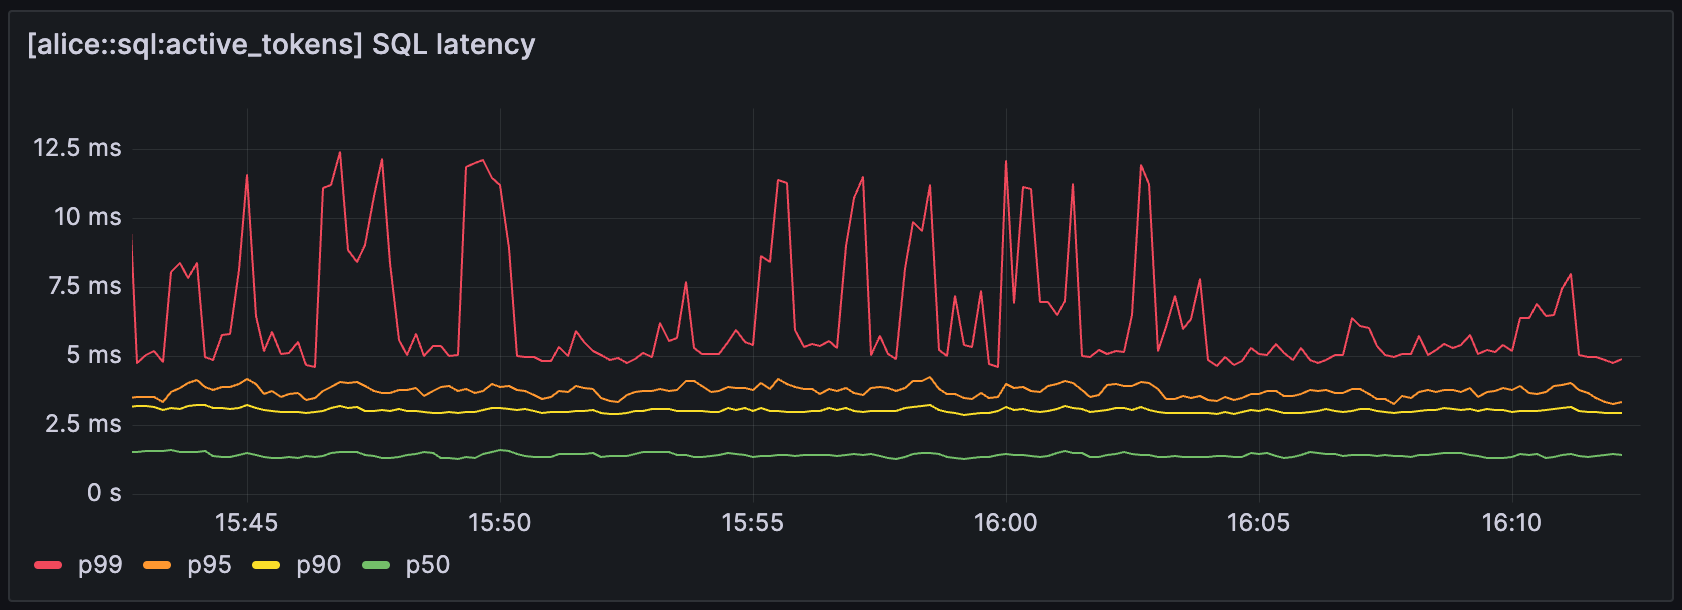 [alice::sql:active_tokens] SQL latency
12.5 ms
10 ms
7.5 ms
5 ms
2.5 ms
0 s
15:45 15:50 15:55 16:00 16:05 16:10
p99 p95 p90 p50